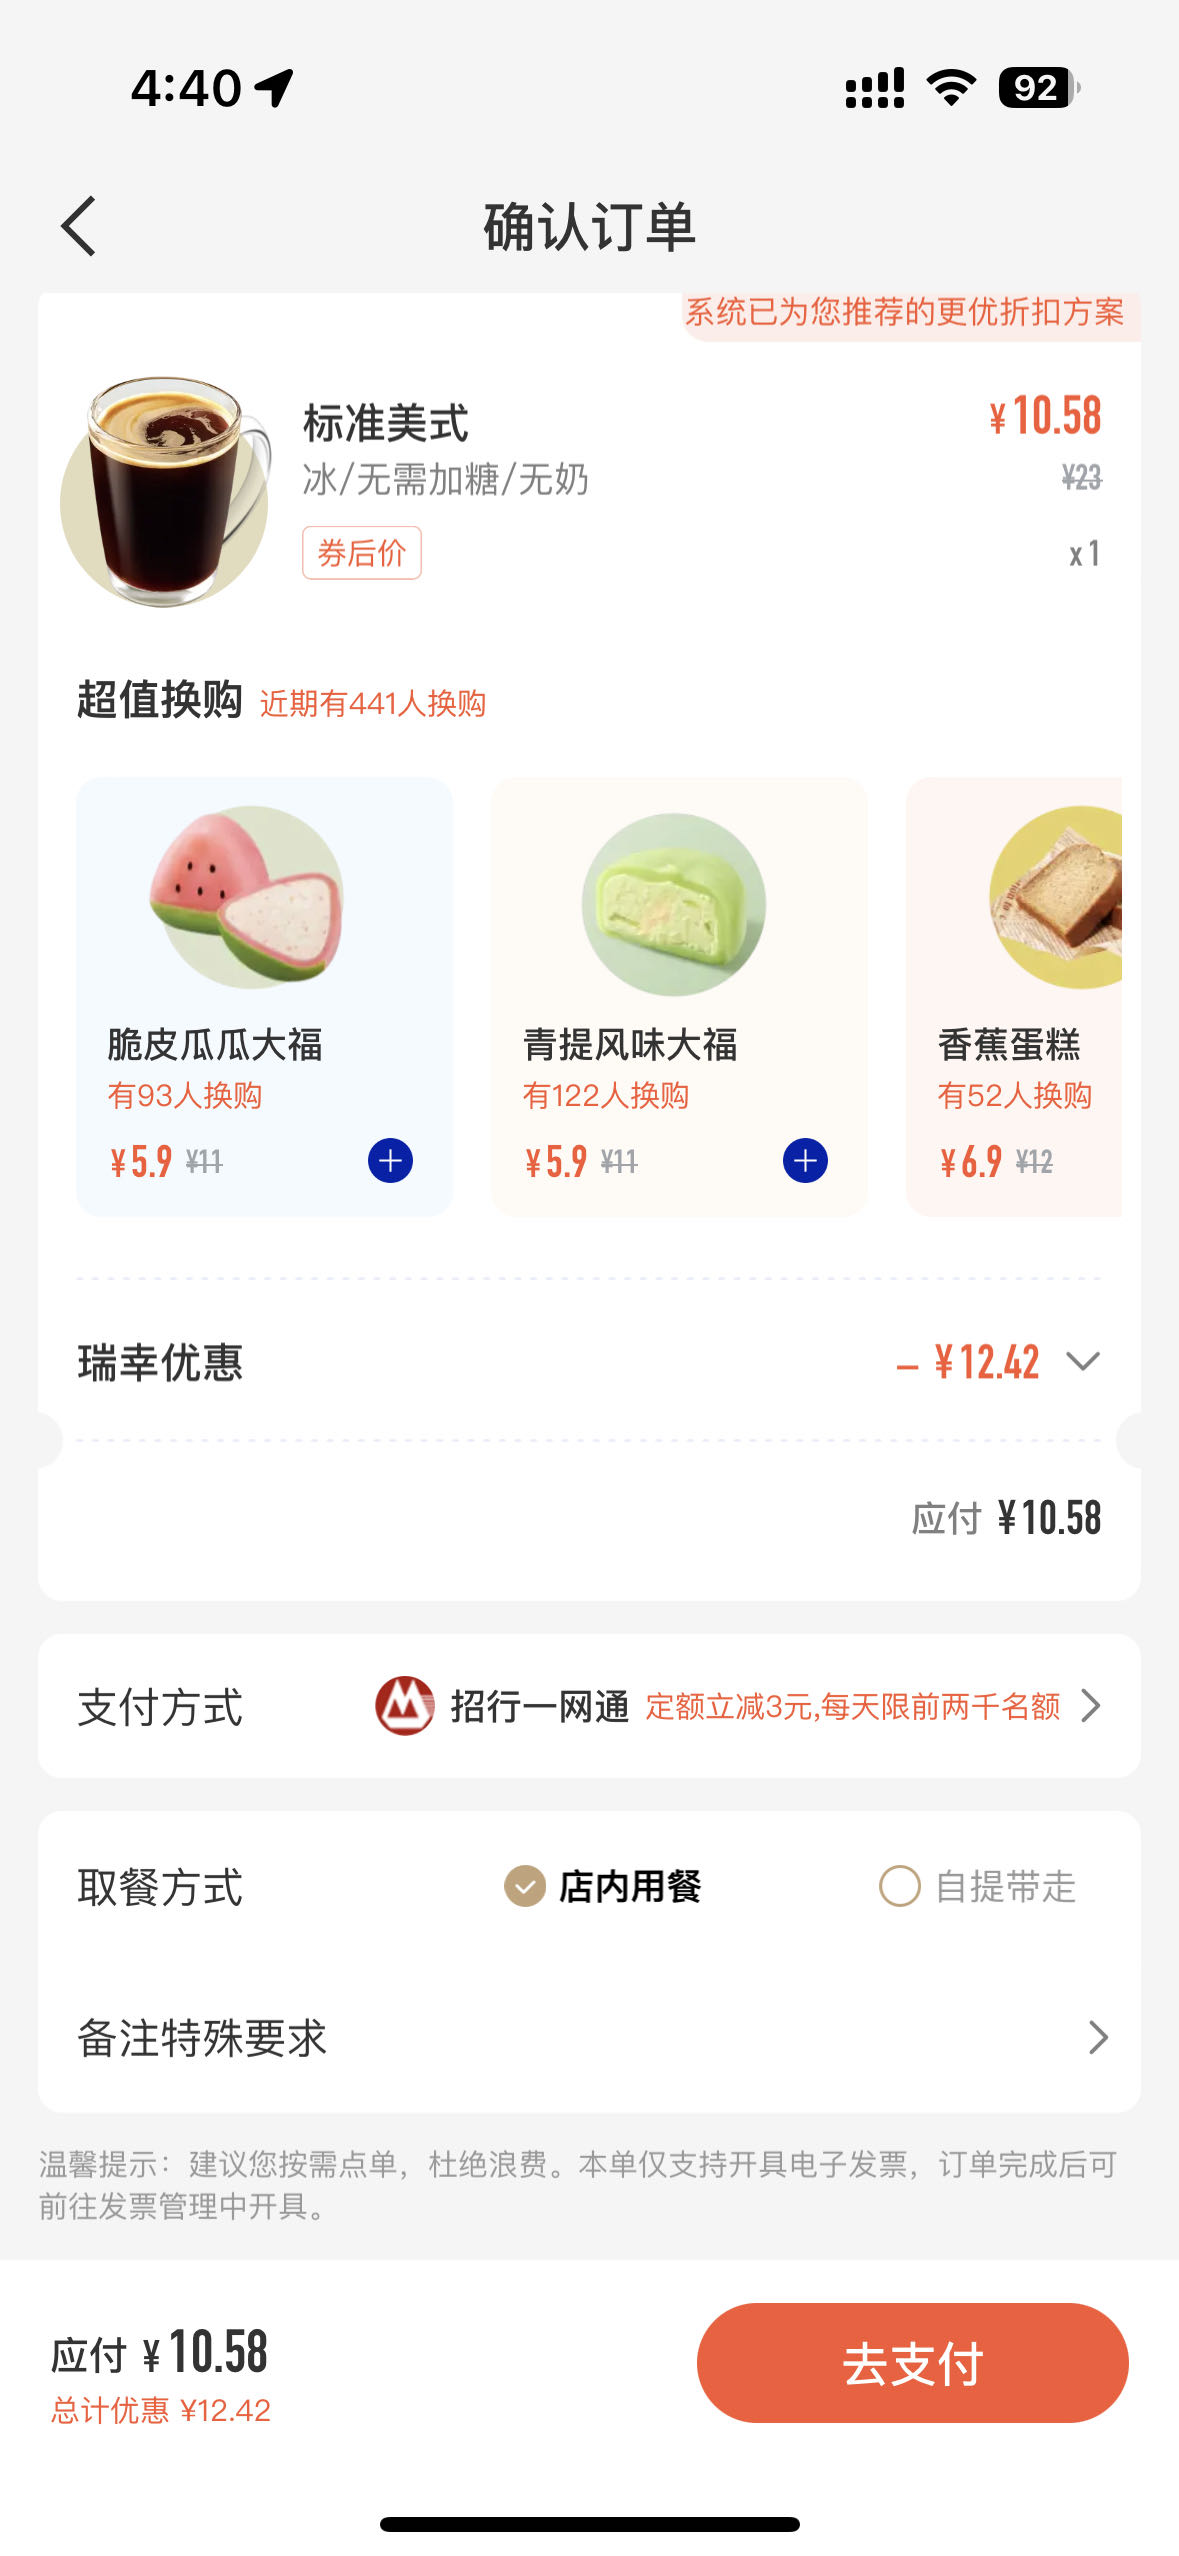 4:40
92
确认订单
系统已为您推荐的更优折扣方案
标准美式
¥10.58
冰/无需加糖/无奶
¥23
券后价
x1
超值换购 近期有441人换购
脆皮瓜瓜大福
有93人换购
¥5.9 ¥11
青提风味大福
有122人换购
¥5.9 ¥11
香蕉蛋糕
有52人换购
¥6.9 ¥12
瑞幸优惠 – ¥12.42
应付 ¥10.58
支付方式 招行一网通 定额立减3元,每天限前两千名额
取餐方式 店内用餐 自提带走
备注特殊要求
温馨提示：建议您按需点单，杜绝浪费。本单仅支持开具电子发票，订单完成后可
前往发票管理中开具。
应付 ¥10.58
总计优惠 ¥12.42
去支付